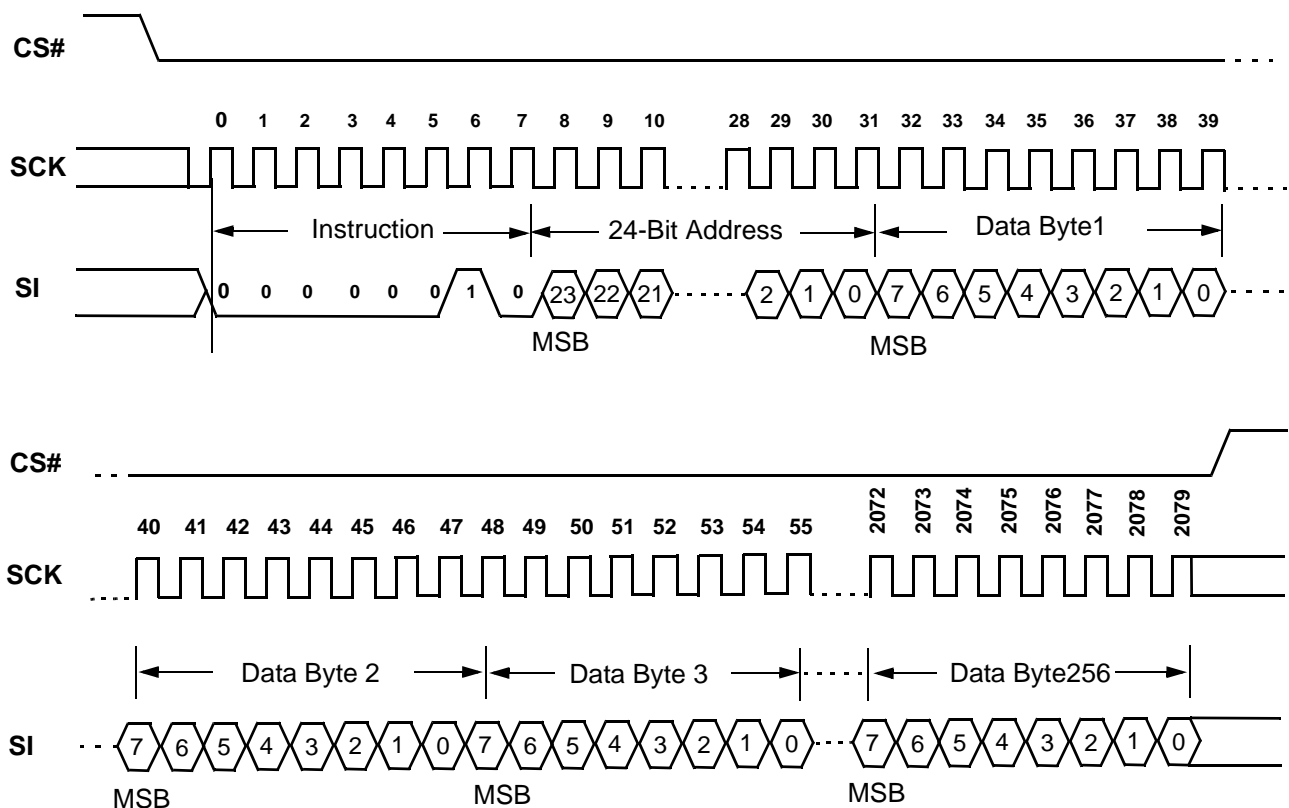 CS#
0 1 2 3 4 5 6 7 8 9 10 28 29 30 31 32 33 34 35 36 37 38 39
SCK
Instruction 24-Bit Address Data Byte1
SI
0 0 0 0 0 0 1 0 23 22 21 2 1 0 7 6 5 4 3 2 1 0
MSB MSB
CS#
40 41 42 43 44 45 46 47 48 49 50 51 52 53 54 55 2072 2073 2074 2075 2076 2077 2078 2079
SCK
Data Byte 2 Data Byte 3 Data Byte256
SI
7 6 5 4 3 2 1 0 7 6 5 4 3 2 1 0 7 6 5 4 3 2 1 0
MSB MSB MSB